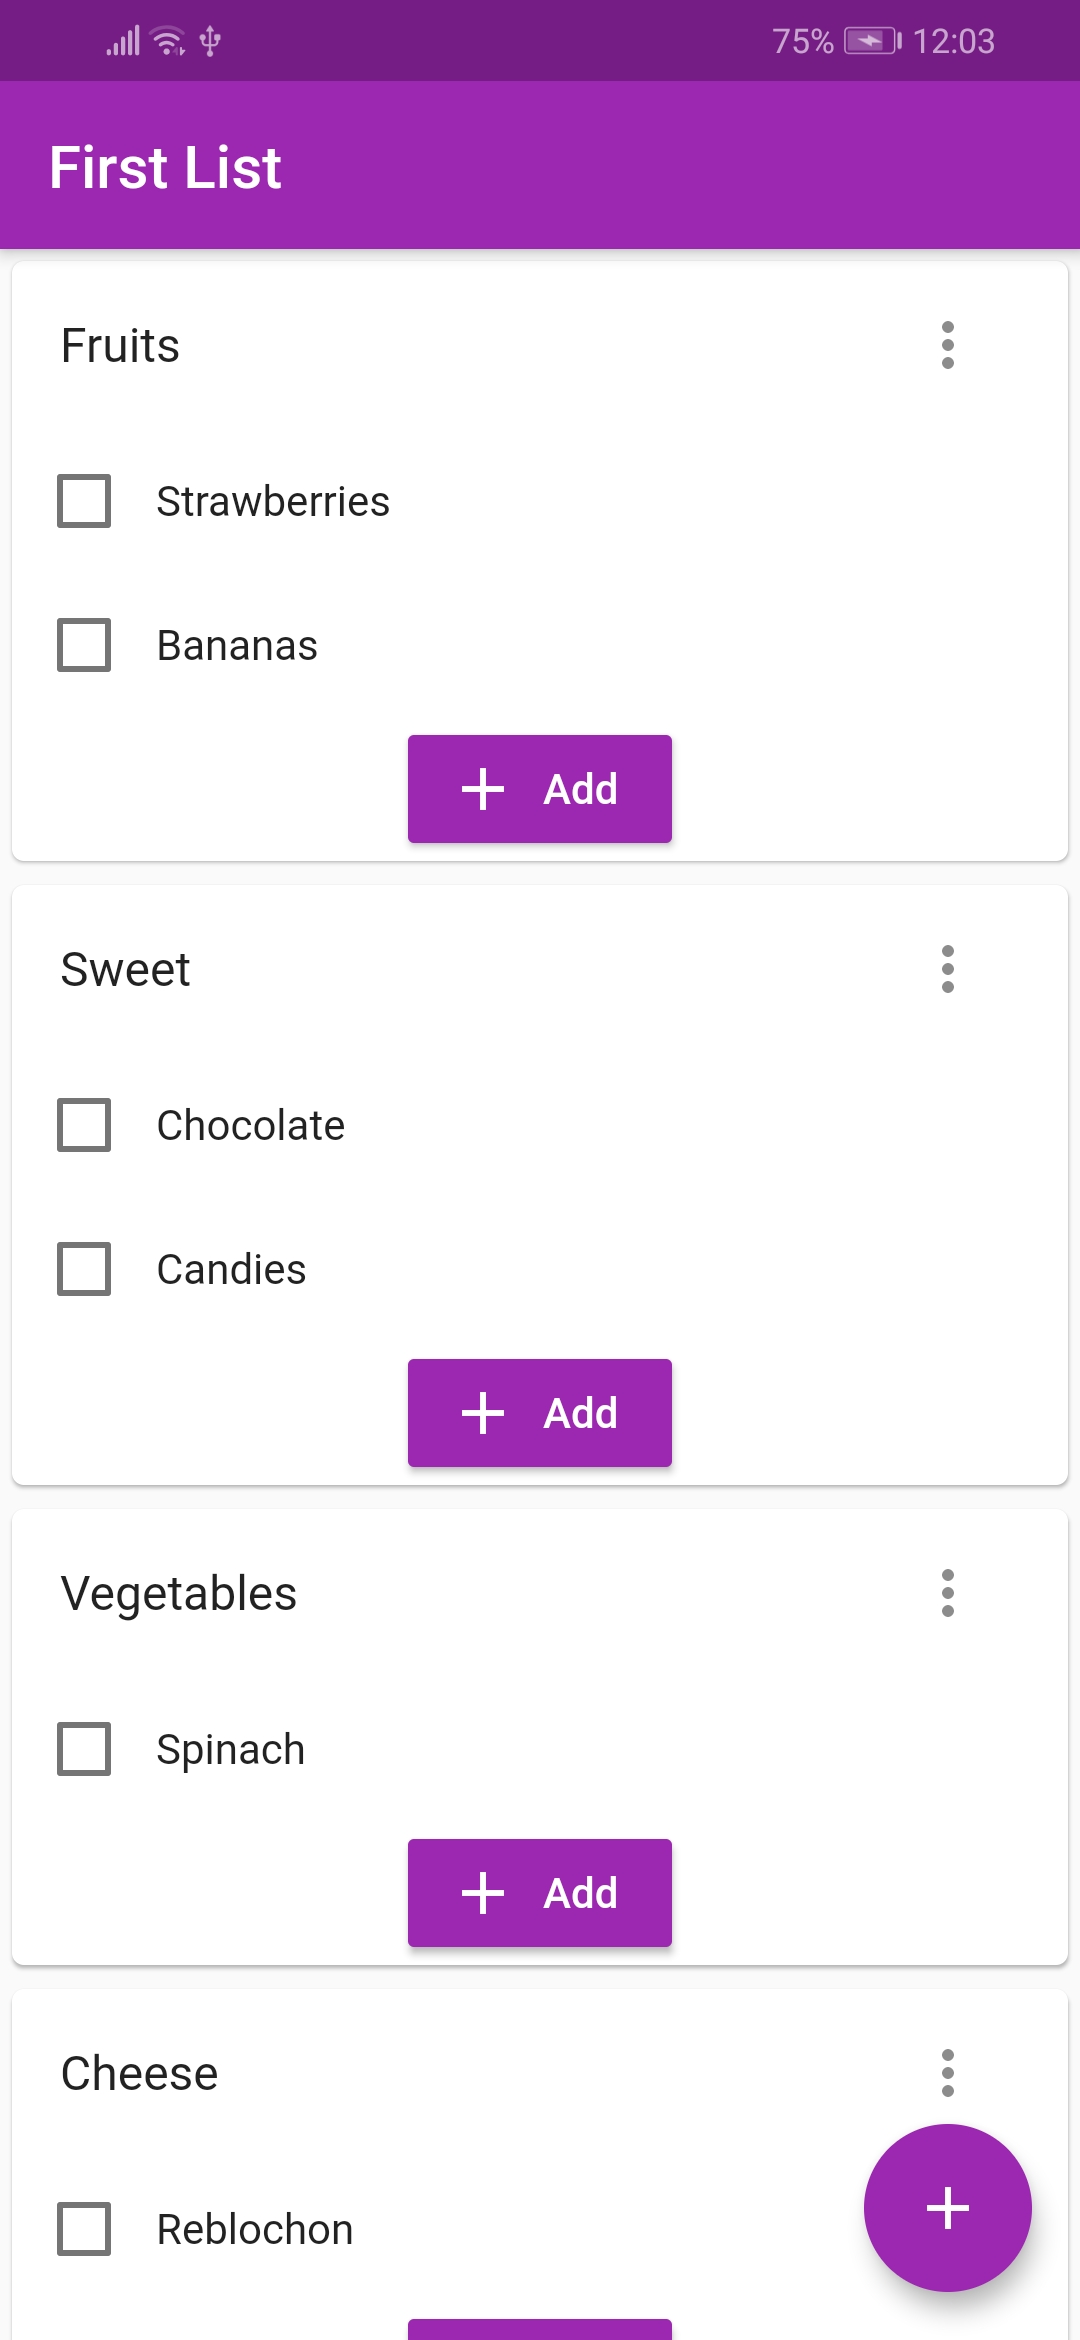 75% 12:03
First List
Fruits
Strawberries
Bananas
Add
Sweet
Chocolate
Candies
Add
Vegetables
Spinach
Add
Cheese
Reblochon